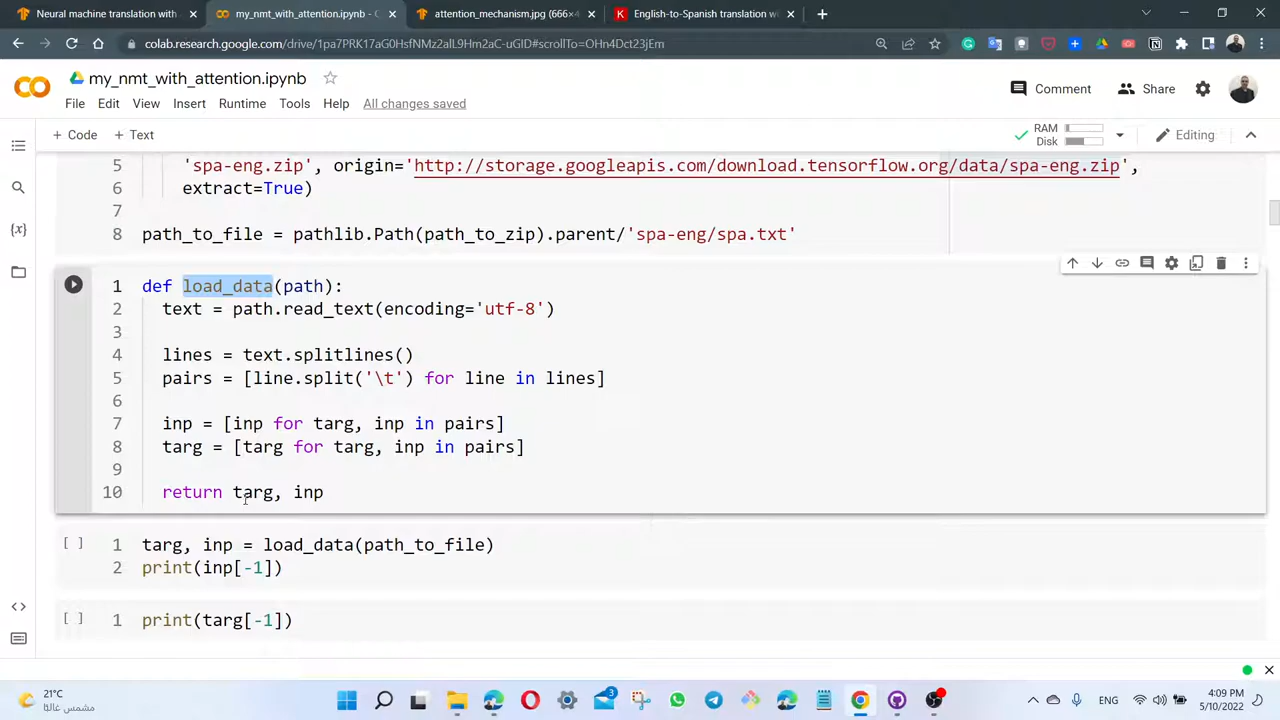 Neural machine translation with
my_nmt_with_attention.ipynb - C
attention_mechanism.jpg (666×4
English-to-Spanish translation w
colab.research.google.com/drive/1pa7PRK17aG0HsfNMz2alL9Hm2aC-uGID#scrollTo=OHn4Dct23jEm
my_nmt_with_attention.ipynb
Comment
Share
File Edit View Insert Runtime Tools Help All changes saved
+ Code + Text
RAM
Disk
Editing
5 'spa-eng.zip', origin='http://storage.googleapis.com/download.tensorflow.org/data/spa-eng.zip',
6 extract=True)
7
8 path_to_file = pathlib.Path(path_to_zip).parent/'spa-eng/spa.txt'
1 def load_data(path):
2 text = path.read_text(encoding='utf-8')
3
4 lines = text.splitlines()
5 pairs = [line.split('\t') for line in lines]
6
7 inp = [inp for targ, inp in pairs]
8 targ = [targ for targ, inp in pairs]
9
10 return targ, inp
[ ] 1 targ, inp = load_data(path_to_file)
2 print(inp[-1])
[ ] 1 print(targ[-1])
21°C
مشمس غالبًا
3
ENG
4:09 PM
5/10/2022